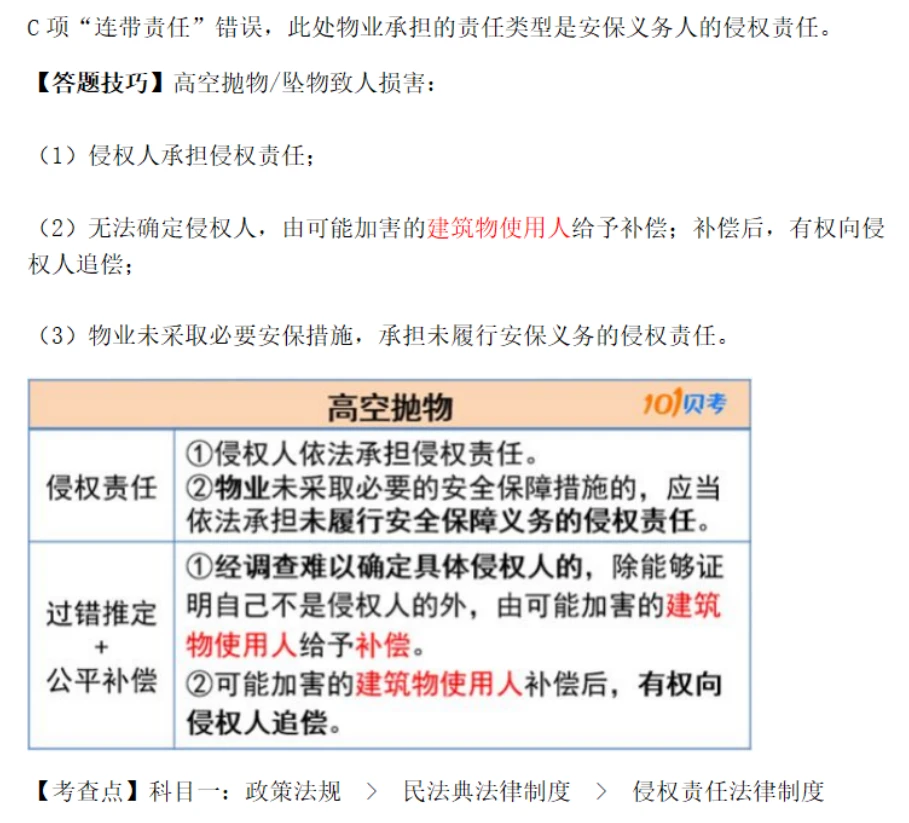 C 项“连带责任”错误，此处物业承担的责任类型是安保义务人的侵权责任。
【答题技巧】高空抛物/坠物致人损害：
（1）侵权人承担侵权责任；
（2）无法确定侵权人，由可能加害的建筑物使用人给予补偿；补偿后，有权向侵
权人追偿；
（3）物业未采取必要安保措施，承担未履行安保义务的侵权责任。
高空抛物
101贝考
侵权责任
①侵权人依法承担侵权责任。
②物业未采取必要的安全保障措施的，应当
依法承担未履行安全保障义务的侵权责任。
过错推定
+
公平补偿
①经调查难以确定具体侵权人的，除能够证
明自己不是侵权人的外，由可能加害的建筑
物使用人给予补偿。
②可能加害的建筑物使用人补偿后，有权向
侵权人追偿。
【考查点】科目一：政策法规 > 民法典法律制度 > 侵权责任法律制度